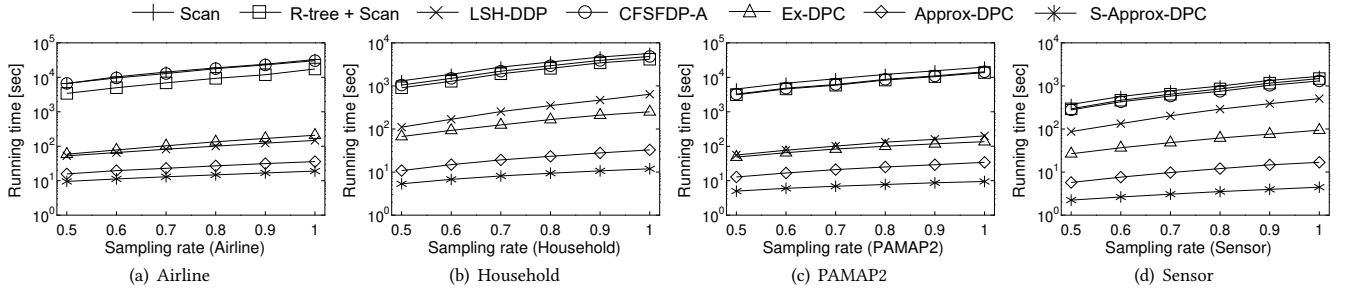 Scan R-tree + Scan LSH-DDP CFSFDP-A Ex-DPC Approx-DPC S-Approx-DPC
Running time [sec]
10^5
10^4
10^3
10^2
10^1
10^0
0.5 0.6 0.7 0.8 0.9 1
Sampling rate (Airline)
(a) Airline
Running time [sec]
10^4
10^3
10^2
10^1
10^0
0.5 0.6 0.7 0.8 0.9 1
Sampling rate (Household)
(b) Household
Running time [sec]
10^5
10^4
10^3
10^2
10^1
10^0
0.5 0.6 0.7 0.8 0.9 1
Sampling rate (PAMAP2)
(c) PAMAP2
Running time [sec]
10^4
10^3
10^2
10^1
10^0
0.5 0.6 0.7 0.8 0.9 1
Sampling rate (Sensor)
(d) Sensor